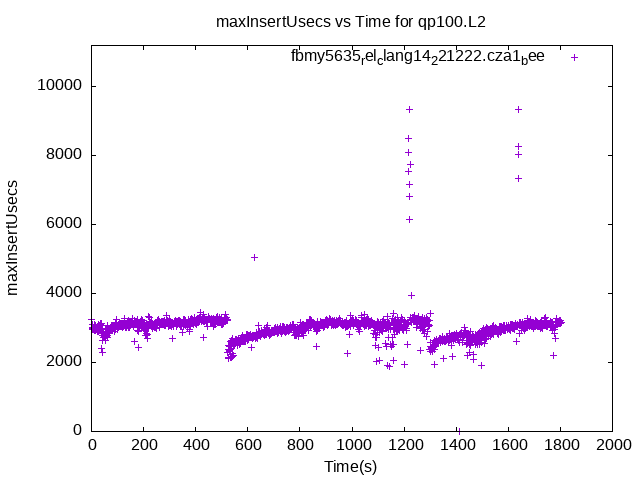 maxInsertUsecs vs Time for qp100.L2
fbmy5635relclang14221222.cza1bee
10000
8000
6000
4000
2000
0
maxInsertUsecs
0 200 400 600 800 1000 1200 1400 1600 1800 2000
Time(s)